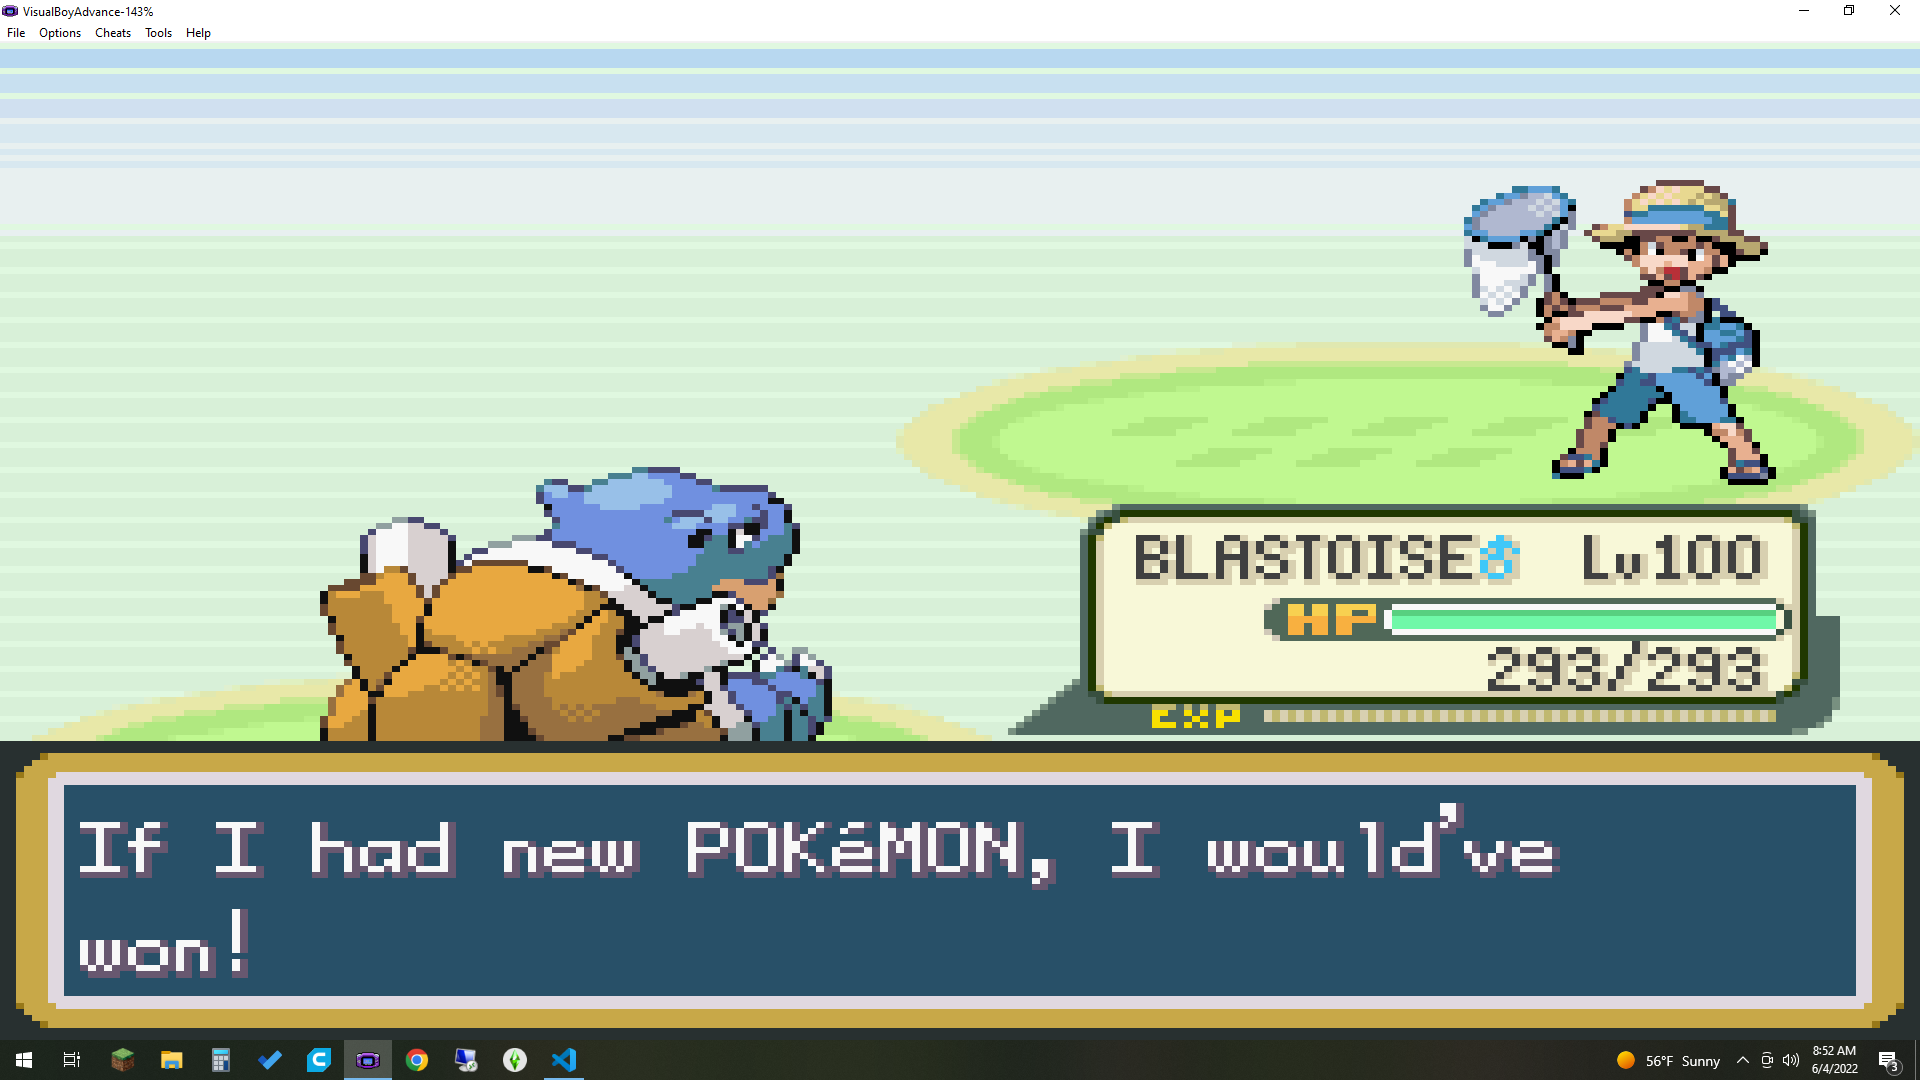 VisualBoyAdvance-143%
File Options Cheats Tools Help
BLASTOISE♂ Lv100
HP
293/293
EXP
If I had new POKéMON, I would've
won!
56°F Sunny
8:52 AM
6/4/2022
3